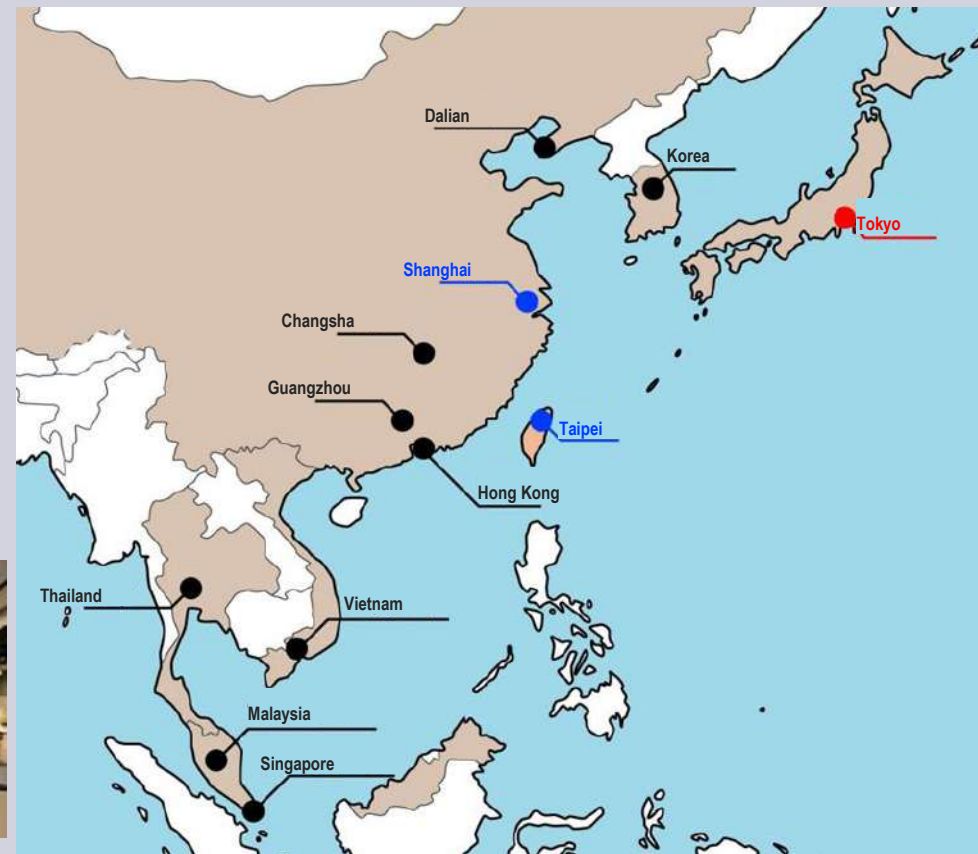 Dalian
Korea
Tokyo
Shanghai
Changsha
Guangzhou
Taipei
Hong Kong
Thailand
Vietnam
Malaysia
Singapore